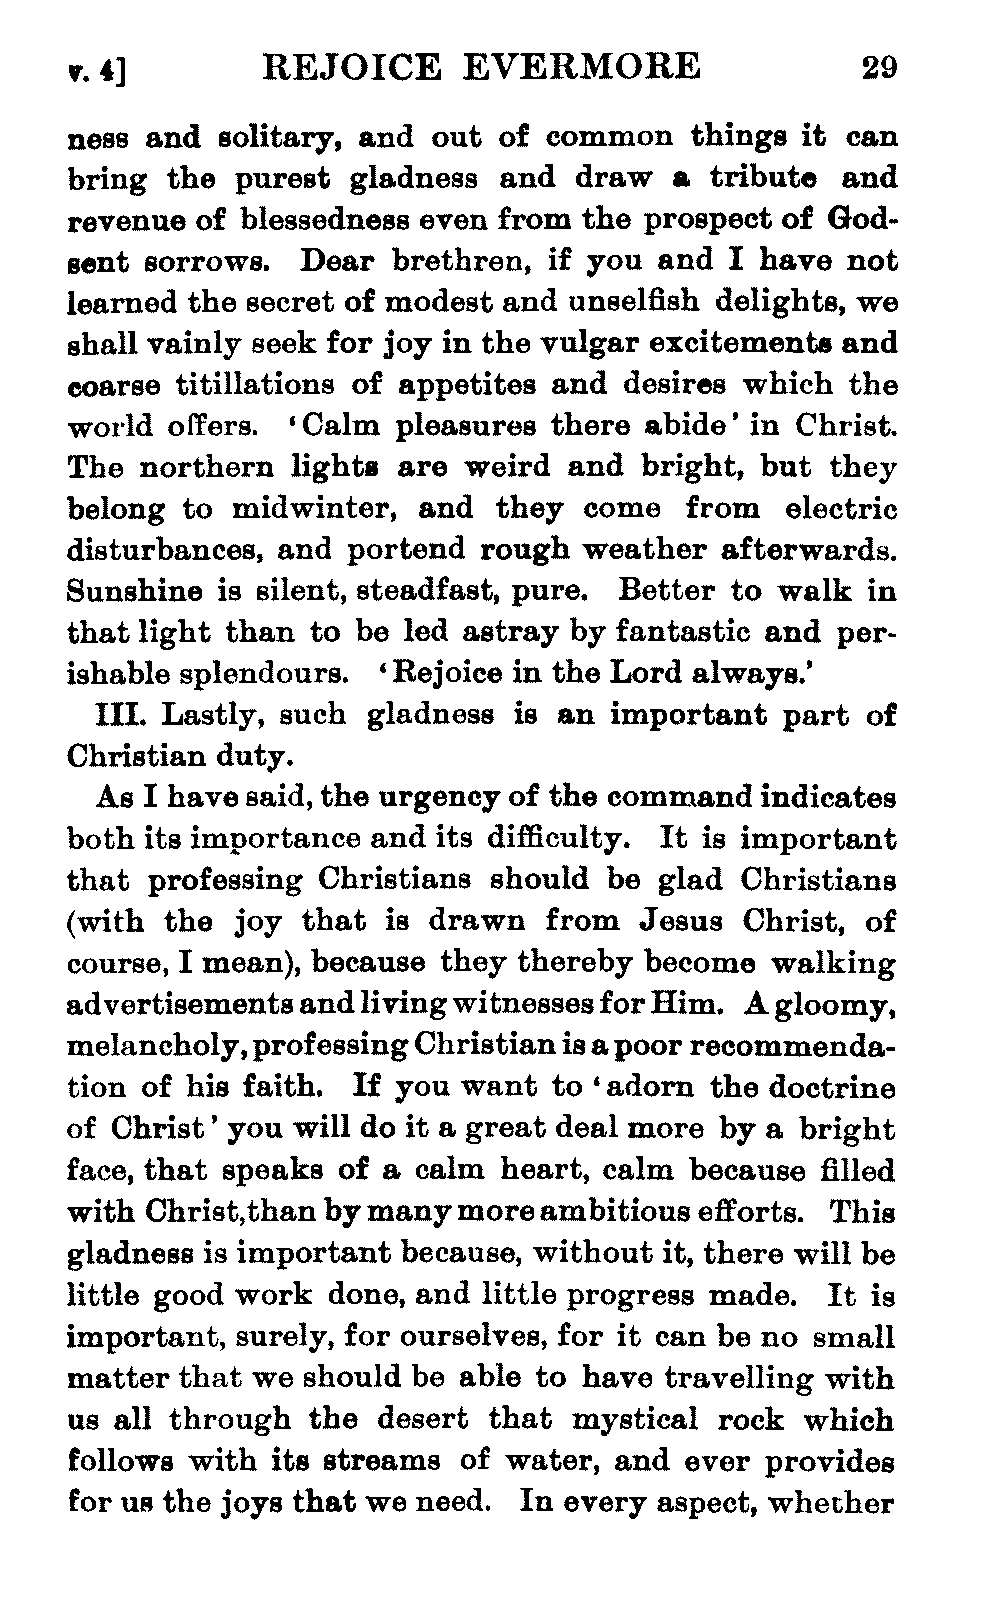 v. 4] REJOICE EVERMORE 29
ness and solitary, and out of common things it can
bring the purest gladness and draw a tribute and
revenue of blessedness even from the prospect of God-
sent sorrows. Dear brethren, if you and I have not
learned the secret of modest and unselfish delights, we
shall vainly seek for joy in the vulgar excitements and
coarse titillations of appetites and desires which the
world offers. ‘Calm pleasures there abide’ in Christ.
The northern lights are weird and bright, but they
belong to midwinter, and they come from electric
disturbances, and portend rough weather afterwards.
Sunshine is silent, steadfast, pure. Better to walk in
that light than to be led astray by fantastic and per-
ishable splendours. ‘Rejoice in the Lord always.’
III. Lastly, such gladness is an important part of
Christian duty.
As I have said, the urgency of the command indicates
both its importance and its difficulty. It is important
that professing Christians should be glad Christians
(with the joy that is drawn from Jesus Christ, of
course, I mean), because they thereby become walking
advertisements and living witnesses for Him. A gloomy,
melancholy, professing Christian is a poor recommenda-
tion of his faith. If you want to ‘adorn the doctrine
of Christ’ you will do it a great deal more by a bright
face, that speaks of a calm heart, calm because filled
with Christ, than by many more ambitious efforts. This
gladness is important because, without it, there will be
little good work done, and little progress made. It is
important, surely, for ourselves, for it can be no small
matter that we should be able to have travelling with
us all through the desert that mystical rock which
follows with its streams of water, and ever provides
for us the joys that we need. In every aspect, whether